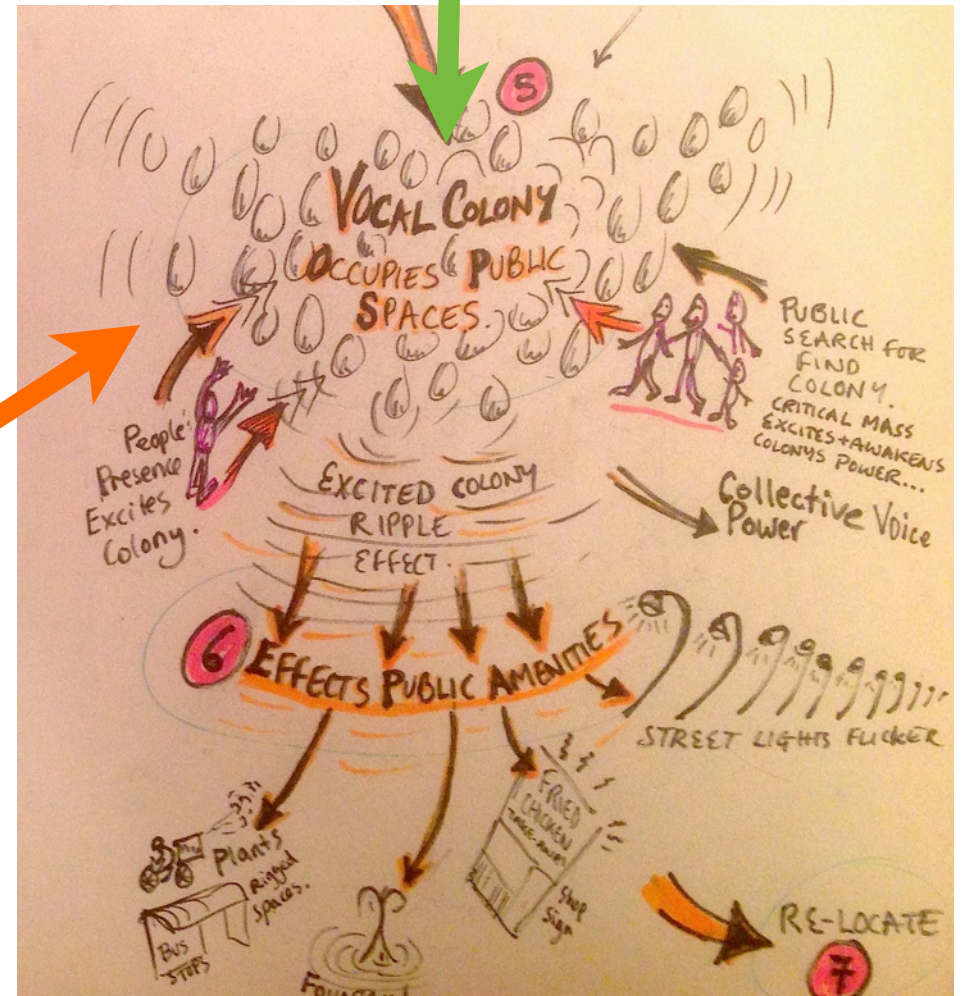 5
VOCAL COLONY
OCCUPIES PUBLIC
SPACES.
PUBLIC
SEARCH FOR
FIND
COLONY.
CRITICAL MASS
EXCITES + AWAKENS
COLONYS POWER...
People's
Presence
Excites
Colony.
EXCITED COLONY
RIPPLE
EFFECT.
Collective Voice
Power
6
EFFECTS PUBLIC AMENITIES
STREET LIGHTS FLICKER
Plants
Rigged
Spaces.
BUS
STOPS
FRIED
CHICKEN
TAKE-AWAY
Shop
Sign
RE-LOCATE
7